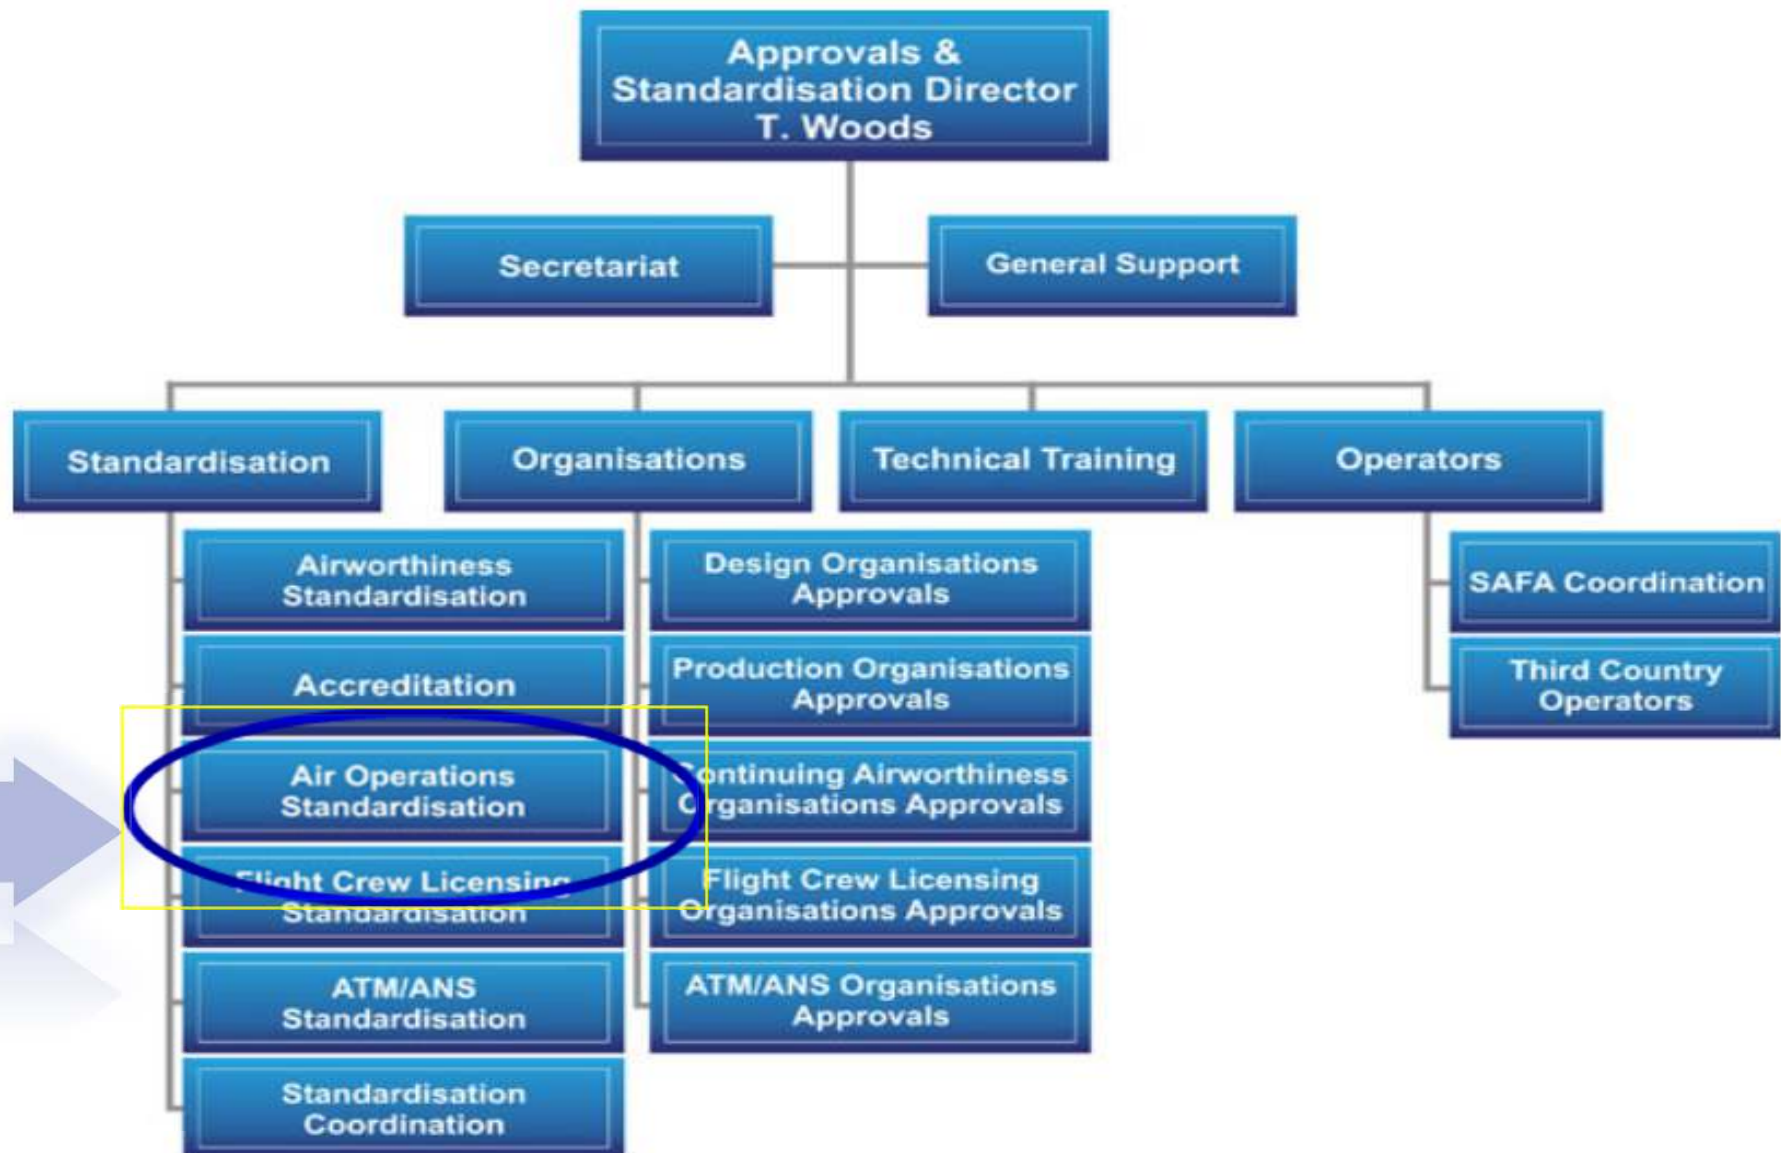 Approvals &
Standardisation Director
T. Woods
Secretariat
General Support
Standardisation
Organisations
Technical Training
Operators
Airworthiness
Standardisation
Accreditation
Air Operations
Standardisation
Flight Crew Licensing
Standardisation
ATM/ANS
Standardisation
Standardisation
Coordination
Design Organisations
Approvals
Production Organisations
Approvals
Continuing Airworthiness
Organisations Approvals
Flight Crew Licensing
Organisations Approvals
ATM/ANS Organisations
Approvals
SAFA Coordination
Third Country
Operators